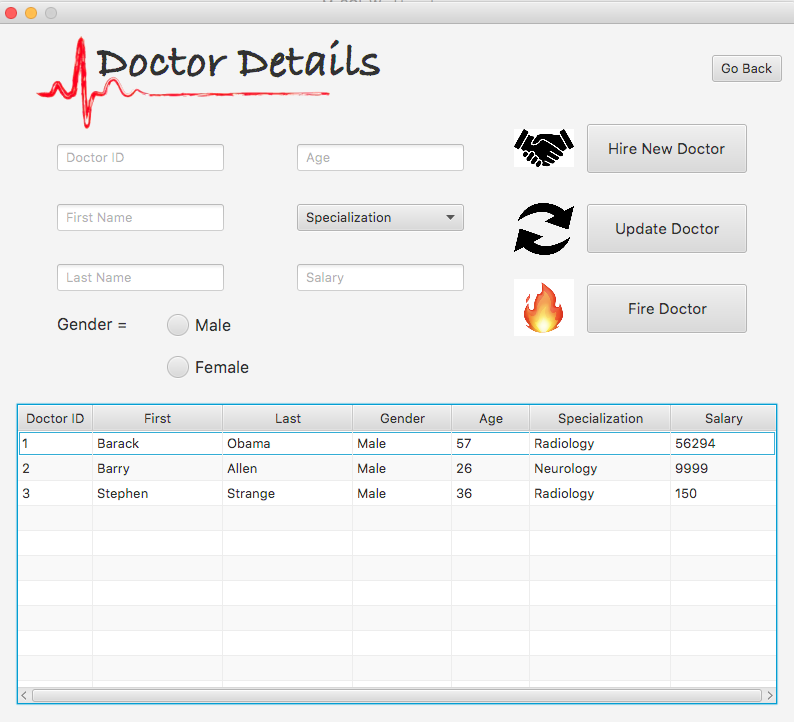 Doctor Details
Go Back
Doctor ID
Age
Hire New Doctor
First Name
Specialization
Update Doctor
Last Name
Salary
Fire Doctor
Gender =
Male
Female
Doctor ID First Last Gender Age Specialization Salary
1 Barack Obama Male 57 Radiology 56294
2 Barry Allen Male 26 Neurology 9999
3 Stephen Strange Male 36 Radiology 150